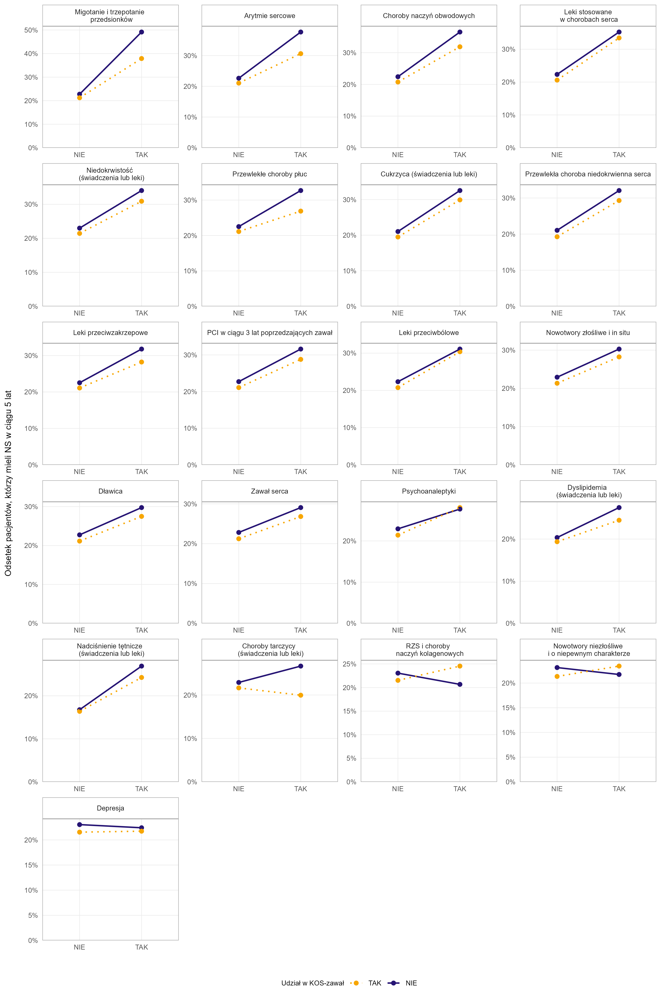 Migotanie i trzepotanie
przedsionków
Arytmie sercowe
Choroby naczyń obwodowych
Leki stosowane
w chorobach serca
50%
40%
30%
20%
10%
0%
30%
20%
10%
0%
30%
20%
10%
0%
30%
20%
10%
0%
NIE TAK
NIE TAK
NIE TAK
NIE TAK
Niedokrwistość
(świadczenia lub leki)
Przewlekłe choroby płuc
Cukrzyca (świadczenia lub leki)
Przewlekła choroba niedokrwienna serca
30%
20%
10%
0%
30%
20%
10%
0%
30%
20%
10%
0%
30%
20%
10%
0%
NIE TAK
NIE TAK
NIE TAK
NIE TAK
Leki przeciwzakrzepowe
PCI w ciągu 3 lat poprzedzających zawał
Leki przeciwbólowe
Nowotwory złośliwe i in situ
30%
20%
10%
0%
30%
20%
10%
0%
30%
20%
10%
0%
30%
20%
10%
0%
NIE TAK
NIE TAK
NIE TAK
NIE TAK
Odsetek pacjentów, którzy mieli NS w ciągu 5 lat
Dławica
Zawał serca
Psychoanaleptyki
Dyslipidemia
(świadczenia lub leki)
30%
20%
10%
0%
30%
20%
10%
0%
20%
10%
0%
20%
10%
0%
NIE TAK
NIE TAK
NIE TAK
NIE TAK
Nadciśnienie tętnicze
(świadczenia lub leki)
Choroby tarczycy
(świadczenia lub leki)
RZS i choroby
naczyń kolagenowych
Nowotwory niezłośliwe
i o niepewnym charakterze
20%
10%
0%
20%
10%
0%
25%
20%
15%
10%
5%
0%
20%
15%
10%
5%
0%
NIE TAK
NIE TAK
NIE TAK
NIE TAK
Depresja
20%
15%
10%
5%
0%
NIE TAK
Udział w KOS-zawał TAK NIE